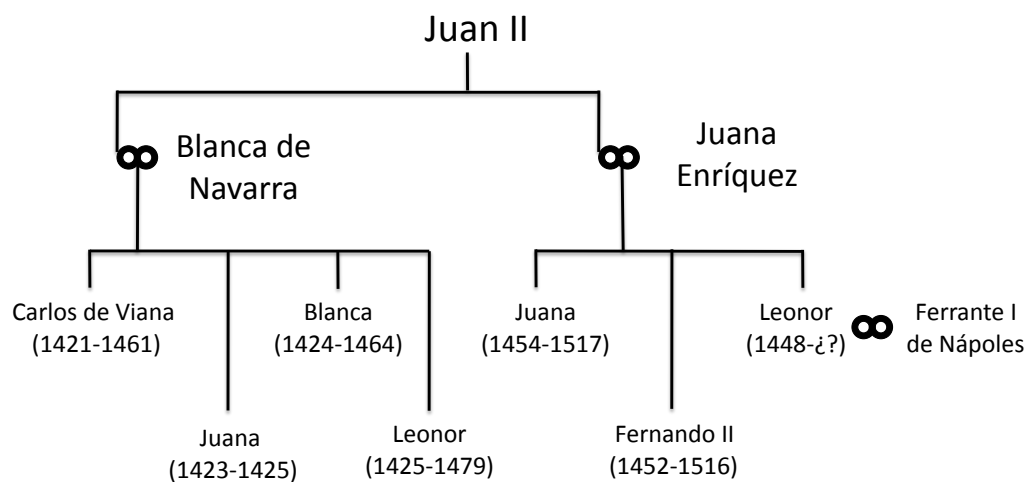 Juan II
Blanca de
Navarra
Juana
Enríquez
Carlos de Viana
(1421-1461)
Juana
(1423-1425)
Blanca
(1424-1464)
Leonor
(1425-1479)
Juana
(1454-1517)
Fernando II
(1452-1516)
Leonor
(1448-¿?)
Ferrante I
de Nápoles